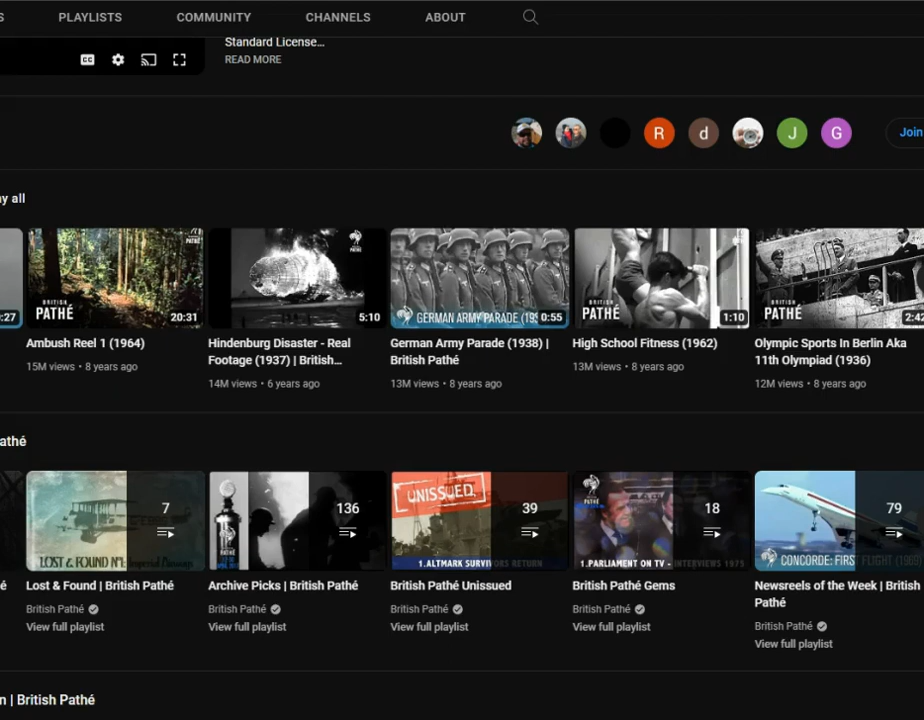 S PLAYLISTS COMMUNITY CHANNELS ABOUT
Standard License...
READ MORE
CC
R d J G Join
ay all
BRITISH
PATHÉ
PATHÉ
:27
20:31
5:10
GERMAN ARMY PARADE (193
0:55
BRITISH
PATHÉ
1:10
BRITISH
PATHÉ
2:42
Ambush Reel 1 (1964)
15M views • 8 years ago
Hindenburg Disaster - Real
Footage (1937) | British...
14M views • 6 years ago
German Army Parade (1938) |
British Pathé
13M views • 8 years ago
High School Fitness (1962)
13M views • 8 years ago
Olympic Sports In Berlin Aka
11th Olympiad (1936)
12M views • 8 years ago
athé
é
LOST & FOUND Nº1: Imperial Airways
7
Lost & Found | British Pathé
British Pathé
View full playlist
136
Archive Picks | British Pathé
British Pathé
View full playlist
UNISSUED
39
1.ALTMARK SURVIVORS RETURN
British Pathé Unissued
British Pathé
View full playlist
18
1.PARLIAMENT ON TV - INTERVIEWS 1975
British Pathé Gems
British Pathé
View full playlist
79
CONCORDE: FIRST FLIGHT (1969)
Newsreels of the Week | British
Pathé
British Pathé
View full playlist
n | British Pathé